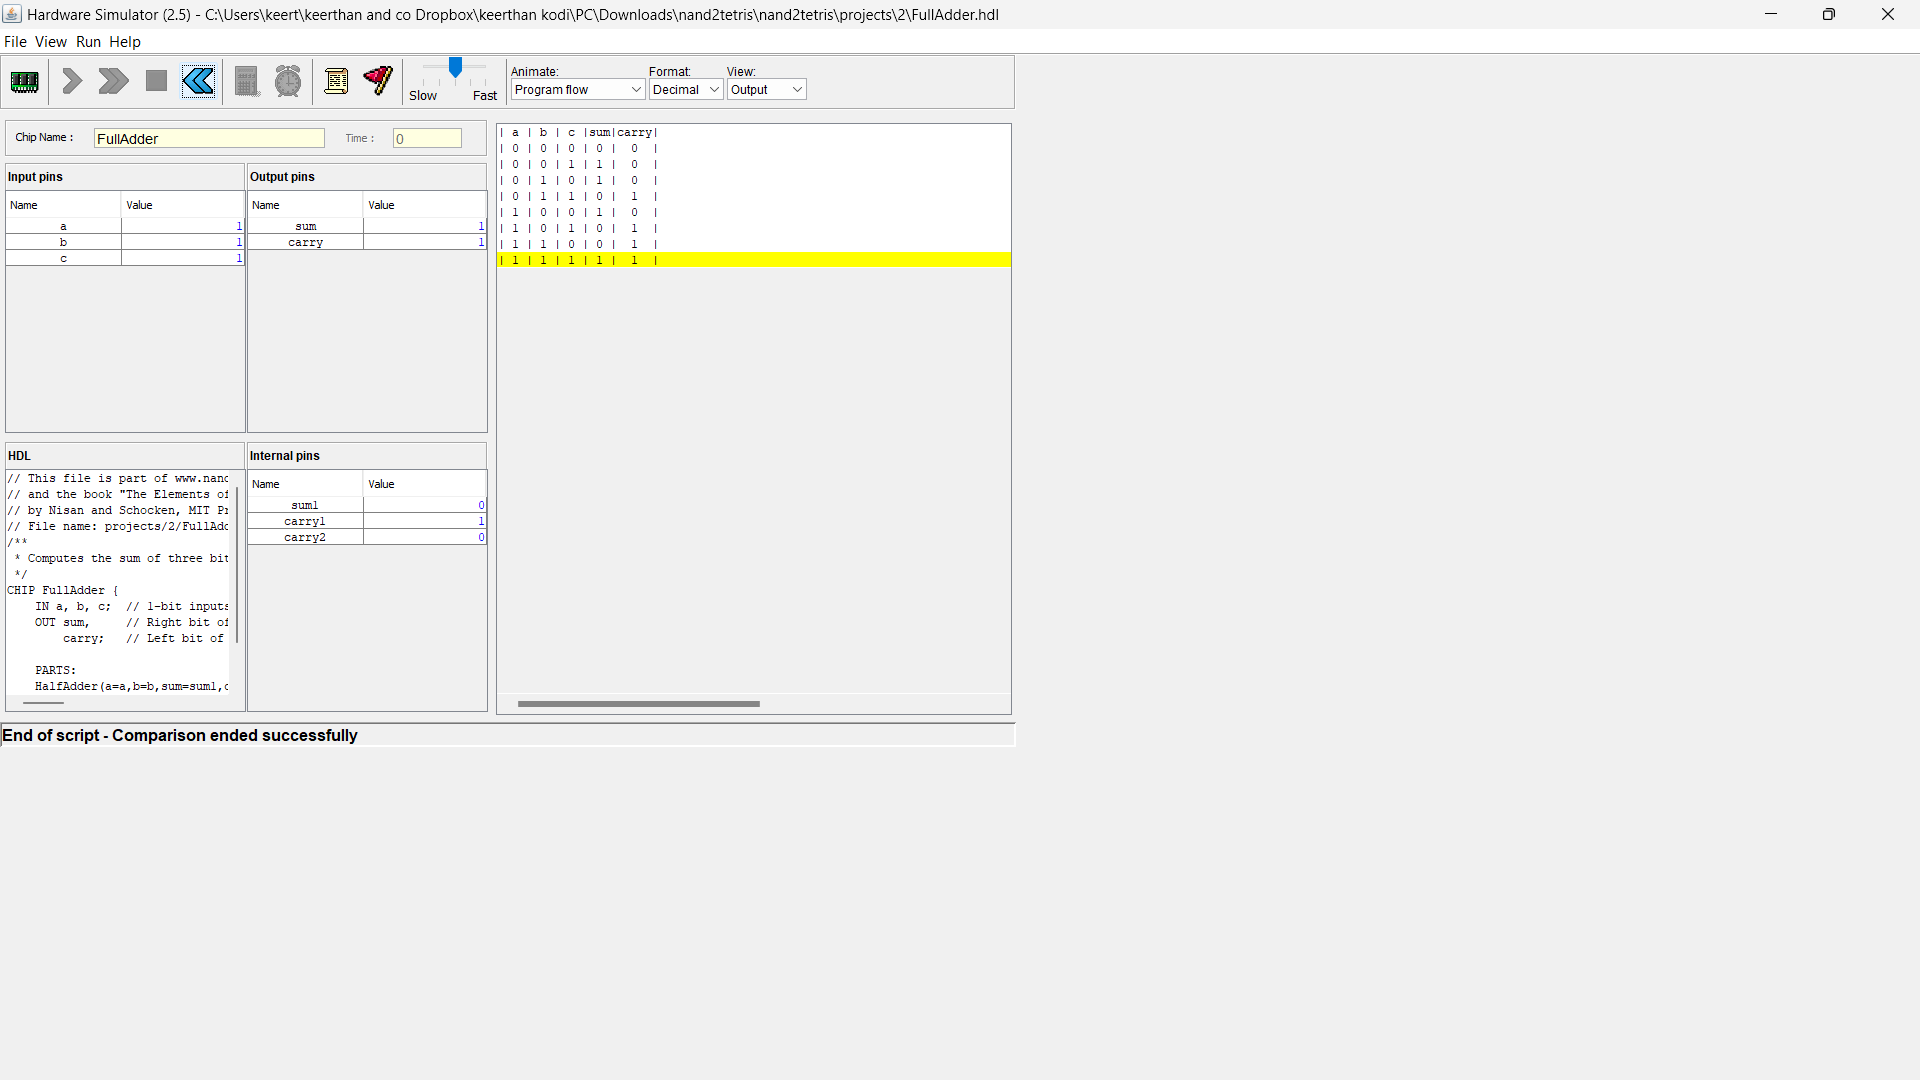 Hardware Simulator (2.5) - C:\Users\keert\keerthan and co Dropbox\keerthan kodi\PC\Downloads\nand2tetris\nand2tetris\projects\2\FullAdder.hdl
File View Run Help
Slow Fast
Animate: Format: View:
Program flow Decimal Output
Chip Name : FullAdder Time : 0
Input pins
Name Value
a 1
b 1
c 1
Output pins
Name Value
sum 1
carry 1
HDL
// This file is part of www.nand
// and the book "The Elements of
// by Nisan and Schocken, MIT Pr
// File name: projects/2/FullAdd
/**
* Computes the sum of three bit
*/
CHIP FullAdder {
IN a, b, c; // 1-bit inputs
OUT sum, // Right bit of
carry; // Left bit of
PARTS:
HalfAdder(a=a,b=b,sum=sum1,c
Internal pins
Name Value
sum1 0
carry1 1
carry2 0
| a | b | c |sum|carry|
| 0 | 0 | 0 | 0 | 0 |
| 0 | 0 | 1 | 1 | 0 |
| 0 | 1 | 0 | 1 | 0 |
| 0 | 1 | 1 | 0 | 1 |
| 1 | 0 | 0 | 1 | 0 |
| 1 | 0 | 1 | 0 | 1 |
| 1 | 1 | 0 | 0 | 1 |
| 1 | 1 | 1 | 1 | 1 |
End of script - Comparison ended successfully